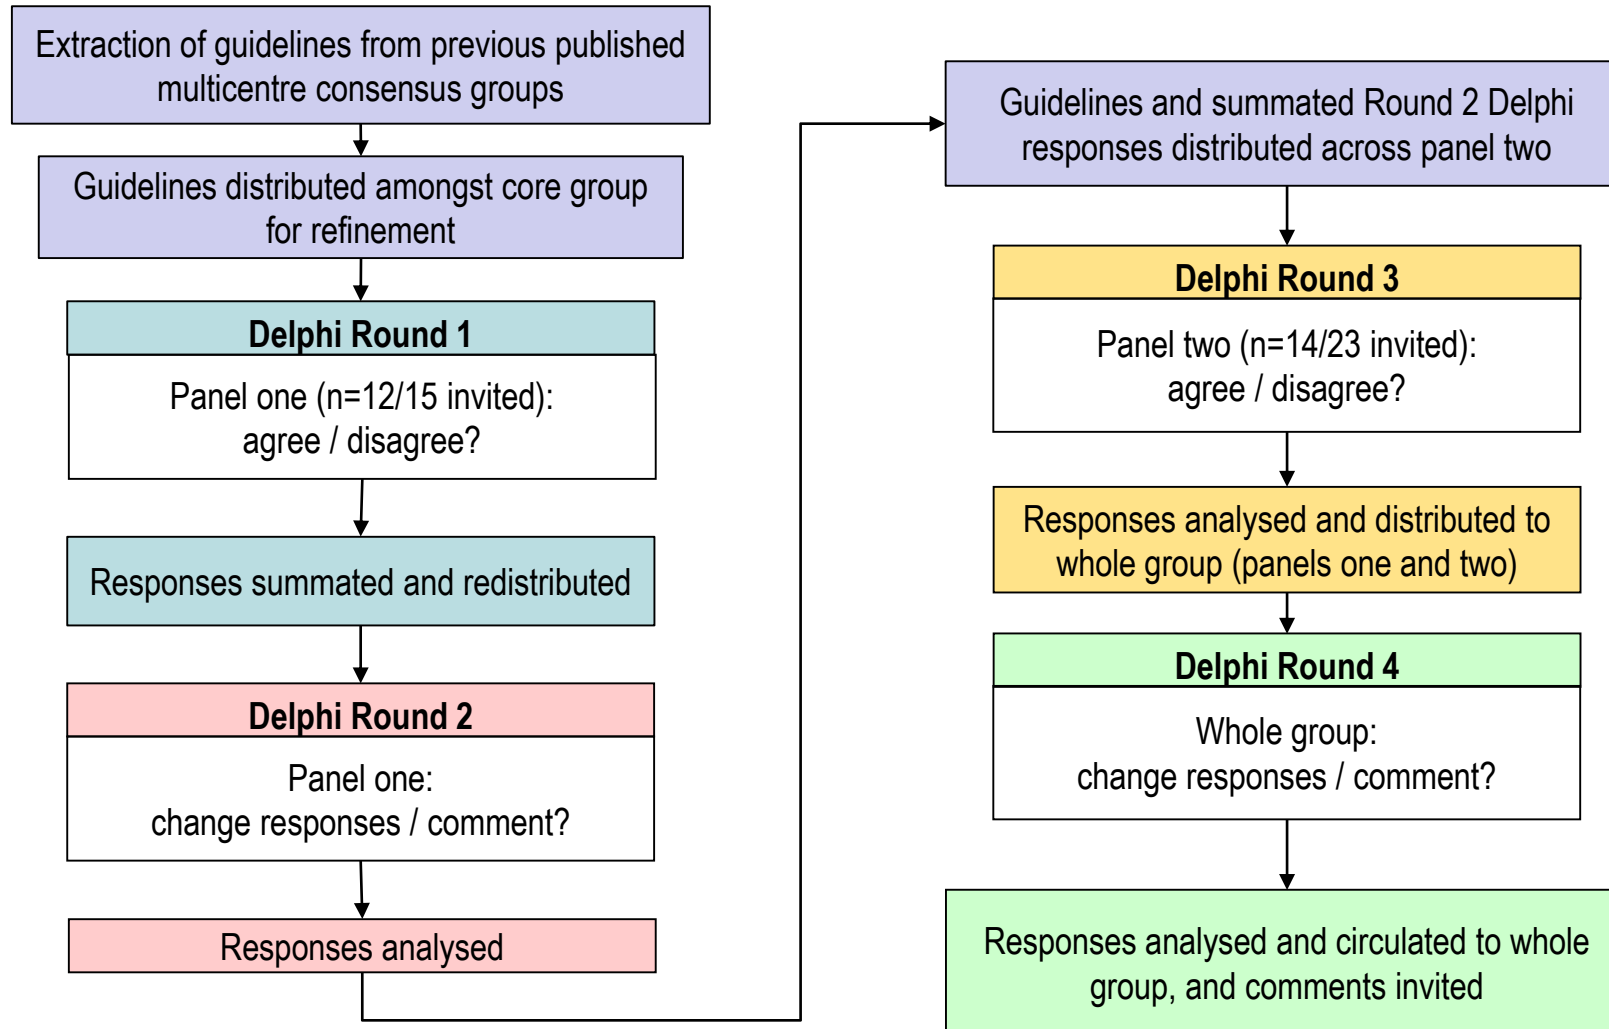 Extraction of guidelines from previous published
multicentre consensus groups
Guidelines distributed amongst core group
for refinement
Delphi Round 1
Panel one (n=12/15 invited):
agree / disagree?
Responses summated and redistributed
Delphi Round 2
Panel one:
change responses / comment?
Responses analysed
Guidelines and summated Round 2 Delphi
responses distributed across panel two
Delphi Round 3
Panel two (n=14/23 invited):
agree / disagree?
Responses analysed and distributed to
whole group (panels one and two)
Delphi Round 4
Whole group:
change responses / comment?
Responses analysed and circulated to whole
group, and comments invited